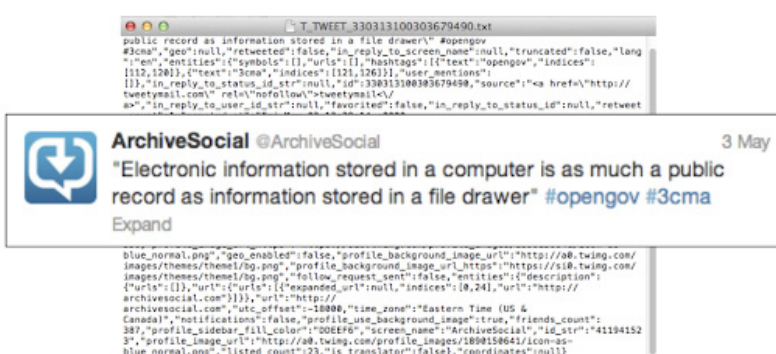 T_TWEET_330313100303679490.txt
public record as information stored in a file drawer\" #opengov
#3cma","geo":null,"retweeted":false,"in_reply_to_screen_name":null,"truncated":false,"lang
":"en","entities":{"symbols":[],"urls":[],"hashtags":[{"text":"opengov","indices":
[112,120]},{"text":"3cma","indices":[121,126]}],"user_mentions":
[]},"in_reply_to_status_id_str":null,"id":330313100303679490,"source":"<a href=\"http://
tweetymail.com\" rel=\"nofollow\">tweetymail<\/
a>","in_reply_to_user_id_str":null,"favorited":false,"in_reply_to_status_id":null,"retweet
ArchiveSocial @ArchiveSocial 3 May
"Electronic information stored in a computer is as much a public
record as information stored in a file drawer" #opengov #3cma
Expand
blue_normal.png","geo_enabled":false,"profile_background_image_url":"http://a0.twimg.com/
images/themes/theme1/bg.png","profile_background_image_url_https":"https://si0.twimg.com/
images/themes/theme1/bg.png","follow_request_sent":false,"entities":{"description":
{"urls":[]},"url":{"urls":[{"expanded_url":null,"indices":[0,24],"url":"http://
archivesocial.com"}]}},"url":"http://
archivesocial.com","utc_offset":-18000,"time_zone":"Eastern Time (US &
Canada)","notifications":false,"profile_use_background_image":true,"friends_count":
387,"profile_sidebar_fill_color":"DDEEF6","screen_name":"ArchiveSocial","id_str":"41194152
3","profile_image_url":"http://a0.twimg.com/profile_images/1890150641/icon-as-
blue_normal.png","listed_count":23,"is_translator":false},"coordinates":null}